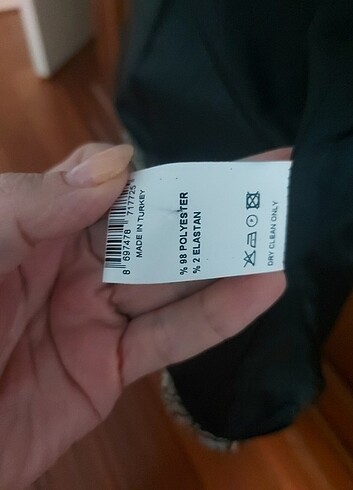 8 697478 717725
MADE IN TURKEY
% 98 POLYESTER
% 2 ELASTAN
DRY CLEAN ONLY